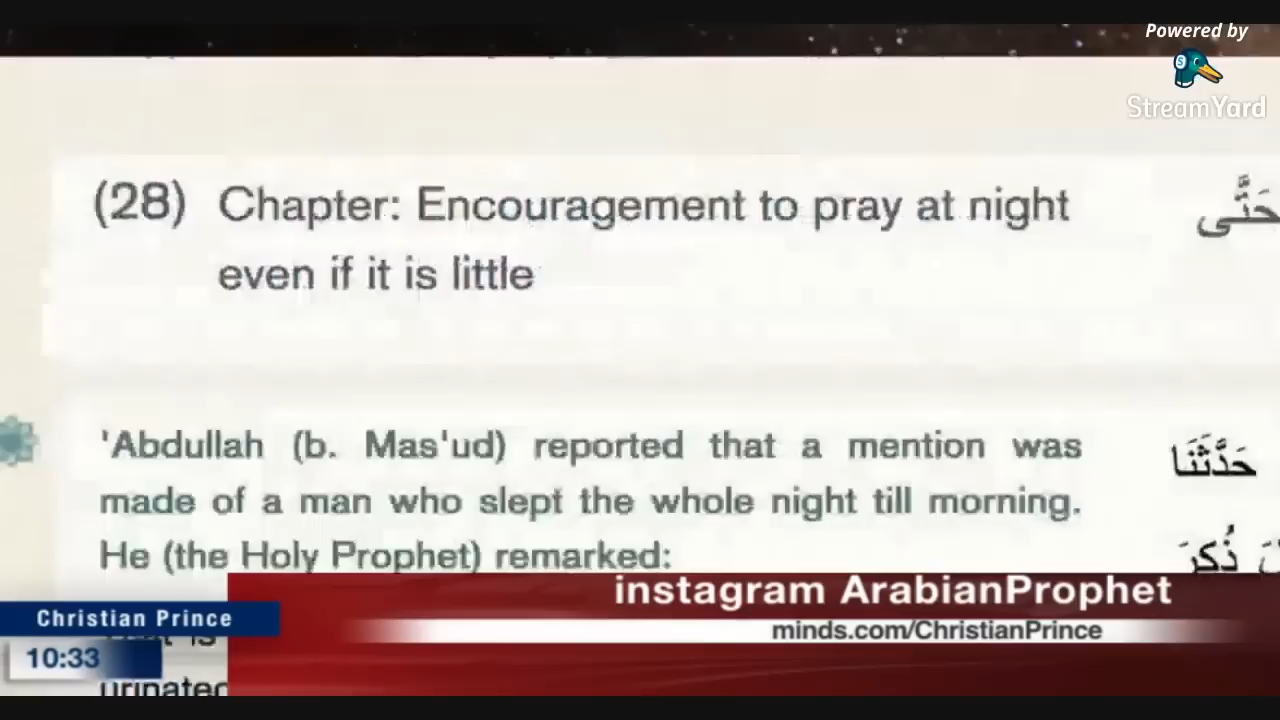 Powered by
StreamYard
(28) Chapter: Encouragement to pray at night
حَتَّى
even if it is little
'Abdullah (b. Mas'ud) reported that a mention was
حَدَّثَنَا
made of a man who slept the whole night till morning.
He (the Holy Prophet) remarked:
ذُكِرَ
instagram ArabianProphet
Christian Prince
minds.com/ChristianPrince
is
10:33
urinated